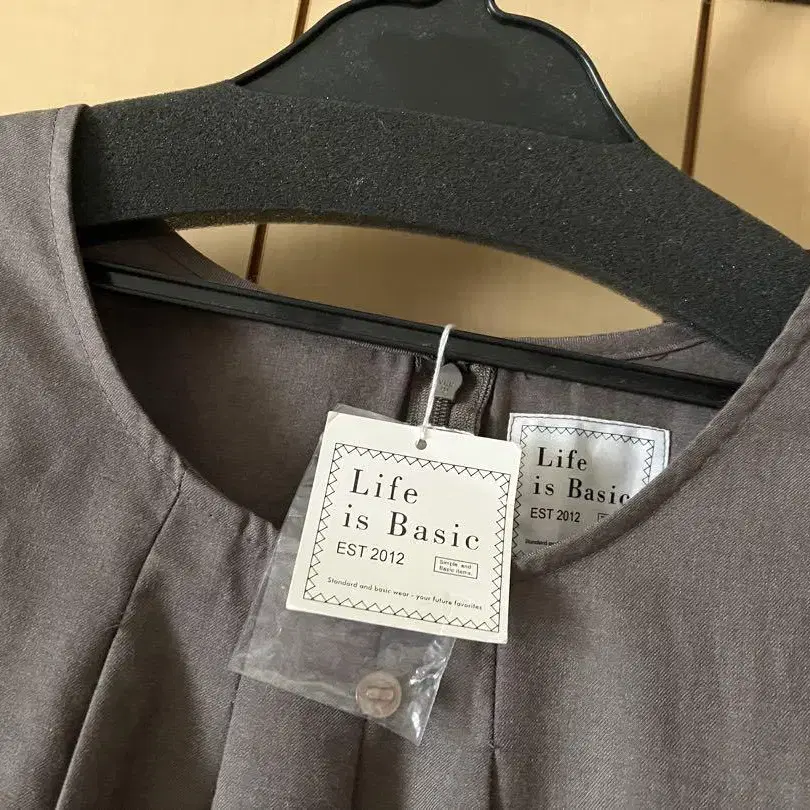 Life
is Basic
EST 2012
Simple and
Basic items.
Standard and basic wear - your future favorites
Life
is Basic
EST 2012
Standard